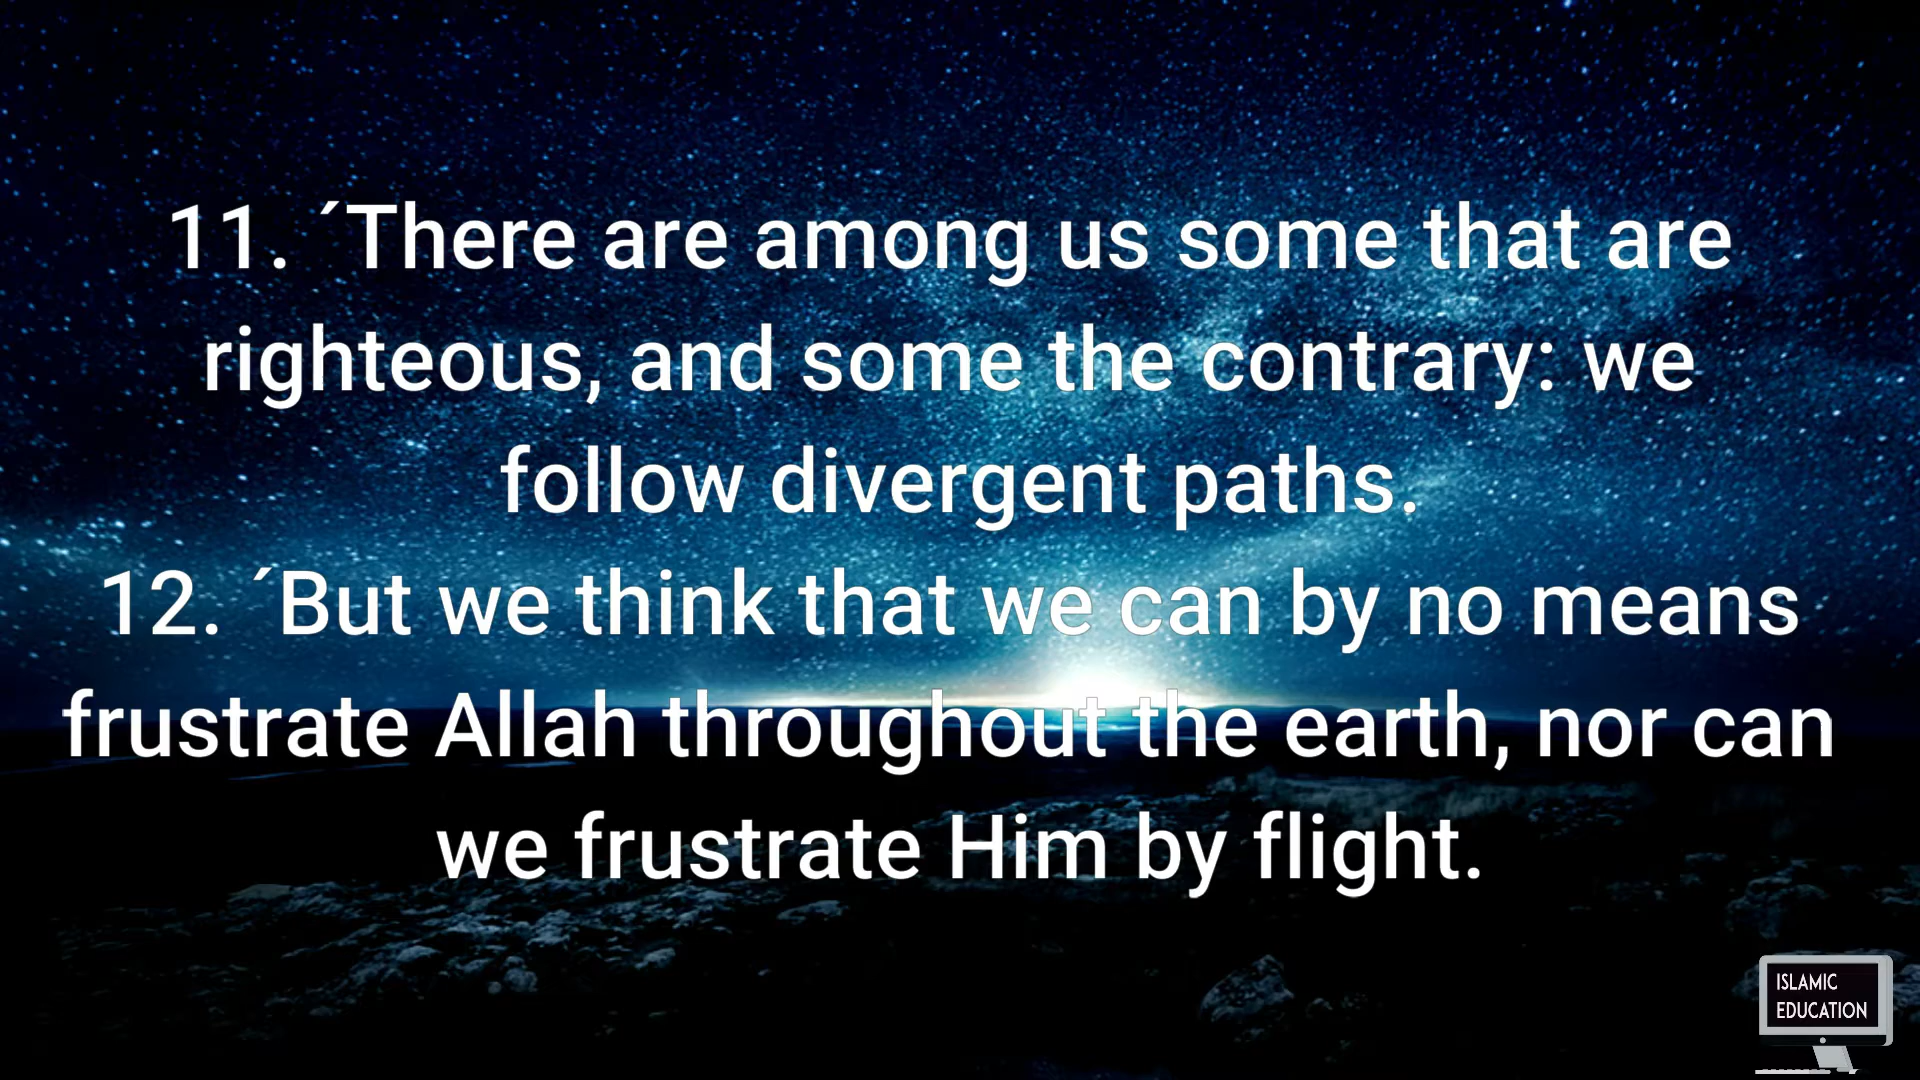 11. ´There are among us some that are
righteous, and some the contrary: we
follow divergent paths.
12. ´But we think that we can by no means
frustrate Allah throughout the earth, nor can
we frustrate Him by flight.
ISLAMIC
EDUCATION